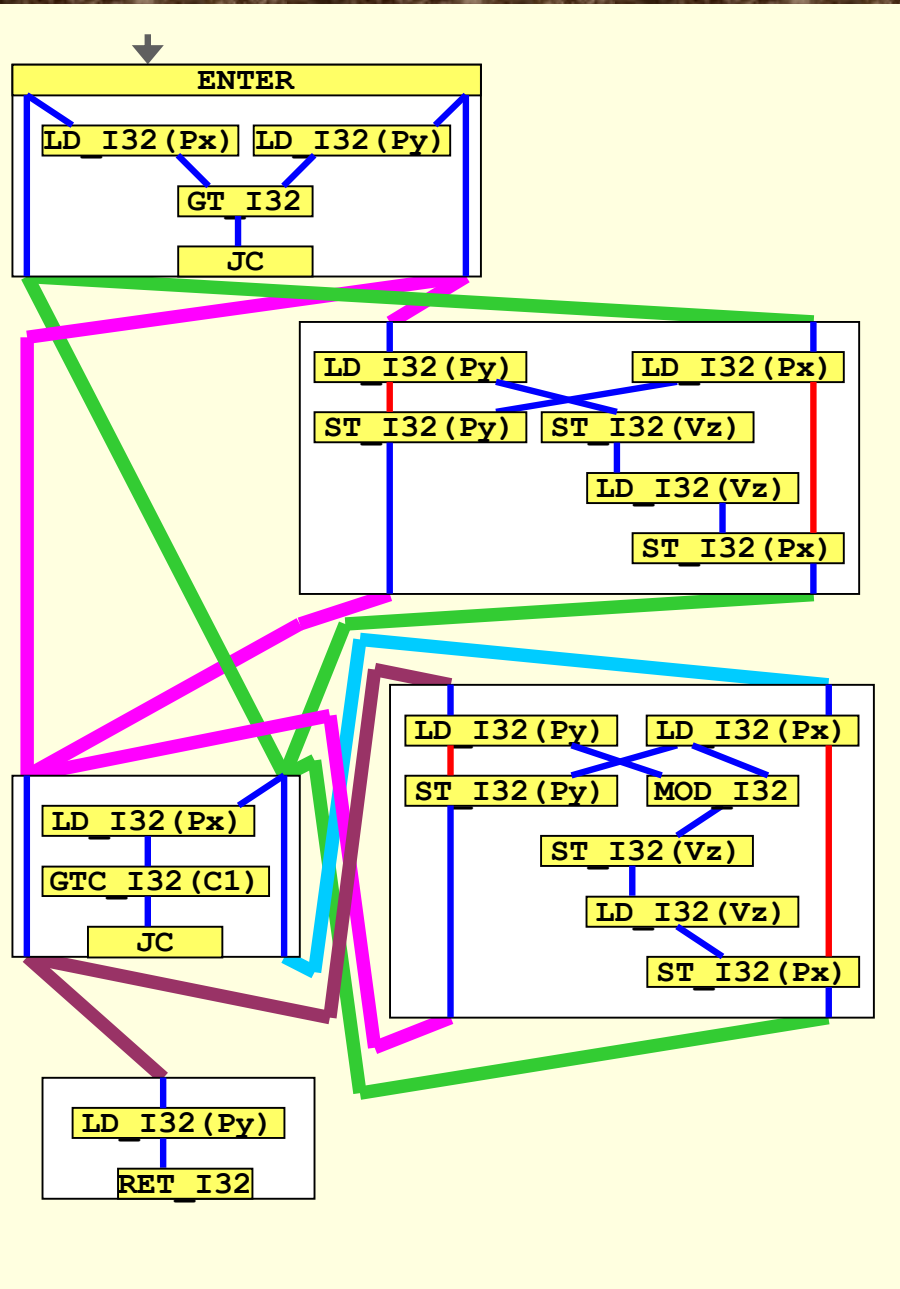 ENTER
LD_I32(Px) LD_I32(Py)
GT_I32
JC
LD_I32(Py) LD_I32(Px)
ST_I32(Py) ST_I32(Vz)
LD_I32(Vz)
ST_I32(Px)
LD_I32(Py) LD_I32(Px)
ST_I32(Py) MOD_I32
ST_I32(Vz)
LD_I32(Vz)
ST_I32(Px)
LD_I32(Px)
GTC_I32(C1)
JC
LD_I32(Py)
RET_I32